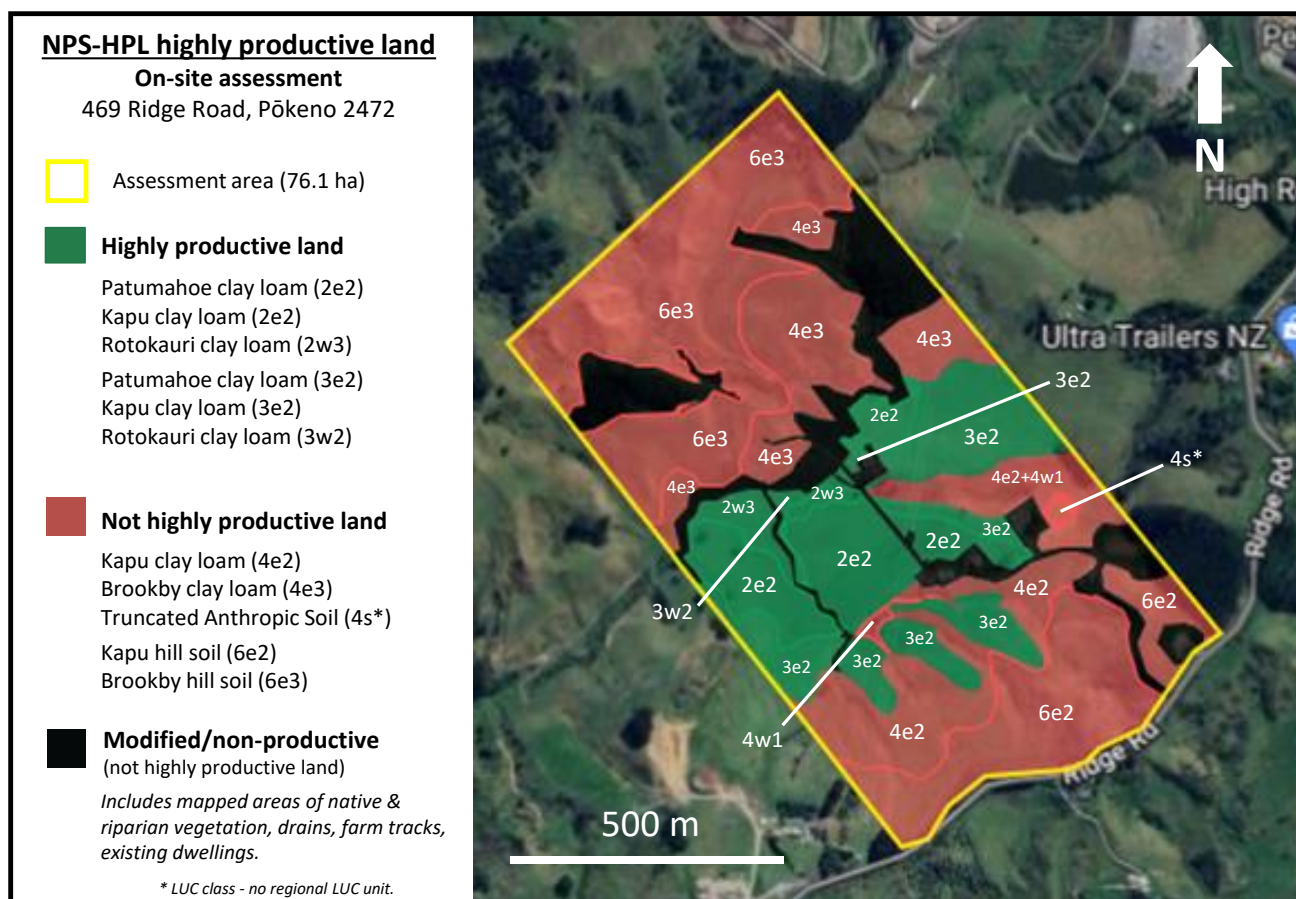 NPS-HPL highly productive land
On-site assessment
469 Ridge Road, Pōkeno 2472
Assessment area (76.1 ha)
Highly productive land
Patumahoe clay loam (2e2)
Kapu clay loam (2e2)
Rotokauri clay loam (2w3)
Patumahoe clay loam (3e2)
Kapu clay loam (3e2)
Rotokauri clay loam (3w2)
Not highly productive land
Kapu clay loam (4e2)
Brookby clay loam (4e3)
Truncated Anthropic Soil (4s*)
Kapu hill soil (6e2)
Brookby hill soil (6e3)
Modified/non-productive
(not highly productive land)
Includes mapped areas of native &
riparian vegetation, drains, farm tracks,
existing dwellings.
* LUC class - no regional LUC unit.
Pe
N
High R
6e3
4e3
6e3
4e3
4e3
Ultra Trailers NZ
3e2
2e2
3e2
6e3
4e3
4s*
4e2+4w1
4e3
2w3
2w3
3e2
2e2
2e2
2e2
4e2
6e2
3w2
3e2
3e2
3e2
3e2
4w1
4e2
6e2
Ridge Rd
Ridge Rd
500 m